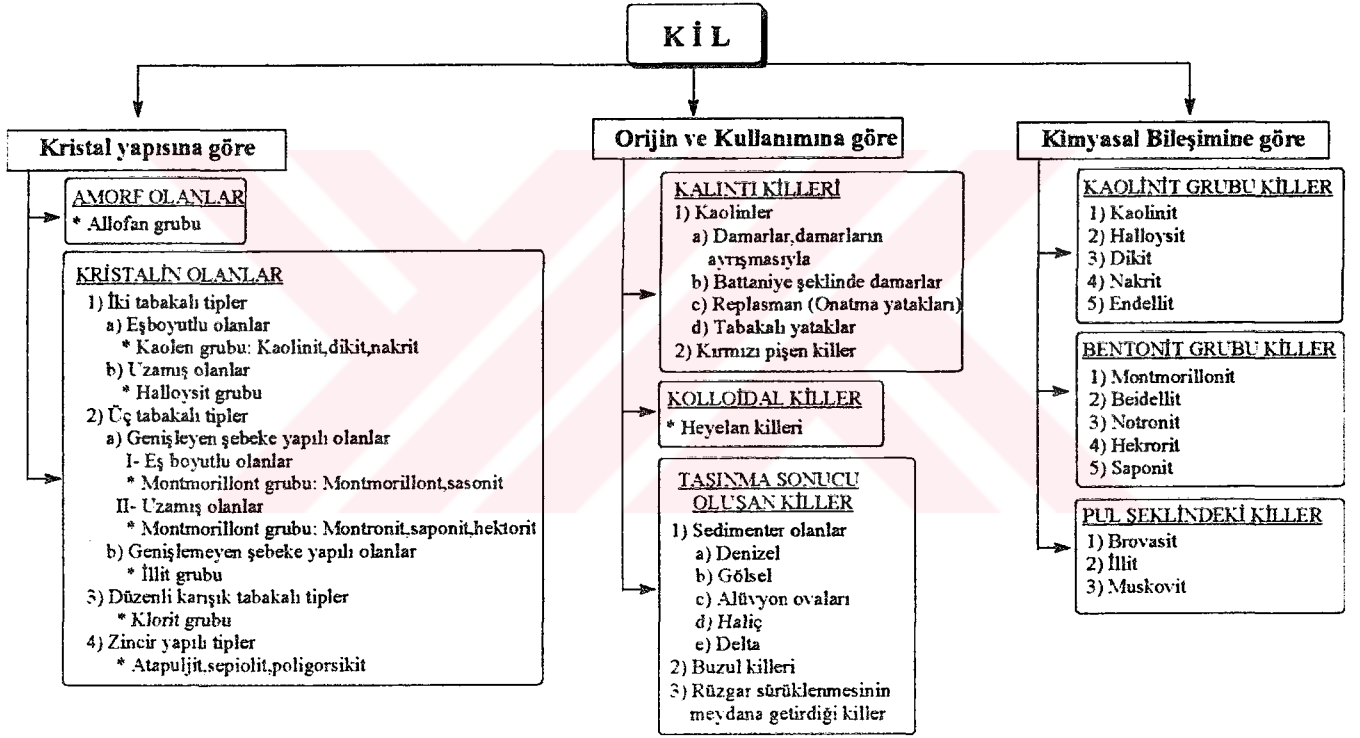 KİL
Kristal yapısına göre
AMORF OLANLAR
* Allofan grubu
KRİSTALİN OLANLAR
1) İki tabakalı tipler
a) Eşboyutlu olanlar
* Kaolen grubu: Kaolinit,dikit,nakrit
b) Uzamış olanlar
* Halloysit grubu
2) Üç tabakalı tipler
a) Genişleyen şebeke yapılı olanlar
I- Eş boyutlu olanlar
* Montmorillont grubu: Montmorillont,sasonit
II- Uzamış olanlar
* Montmorillont grubu: Montronit,saponit,hektorit
b) Genişlemeyen şebeke yapılı olanlar
* İllit grubu
3) Düzenli karışık tabakalı tipler
* Klorit grubu
4) Zincir yapılı tipler
* Atapuljit,sepiolit,poligorsikit
Orijin ve Kullanımına göre
KALINTI KİLLERİ
1) Kaolinler
a) Damarlar,damarların
ayrışmasıyla
b) Battaniye şeklinde damarlar
c) Replasman (Onatma yatakları)
d) Tabakalı yataklar
2) Kırmızı pişen killer
KOLLOİDAL KİLLER
* Heyelan killeri
TAŞINMA SONUCU
OLUŞAN KİLLER
1) Sedimenter olanlar
a) Denizel
b) Gölsel
c) Alüvyon ovaları
d) Haliç
e) Delta
2) Buzul killeri
3) Rüzgar sürüklenmesinin
meydana getirdiği killer
Kimyasal Bileşimine göre
KAOLİNİT GRUBU KİLLER
1) Kaolinit
2) Halloysit
3) Dikit
4) Nakrit
5) Endellit
BENTONİT GRUBU KİLLER
1) Montmorillonit
2) Beidellit
3) Notronit
4) Hekrorit
5) Saponit
PUL ŞEKLİNDEKİ KİLLER
1) Brovasit
2) İllit
3) Muskovit